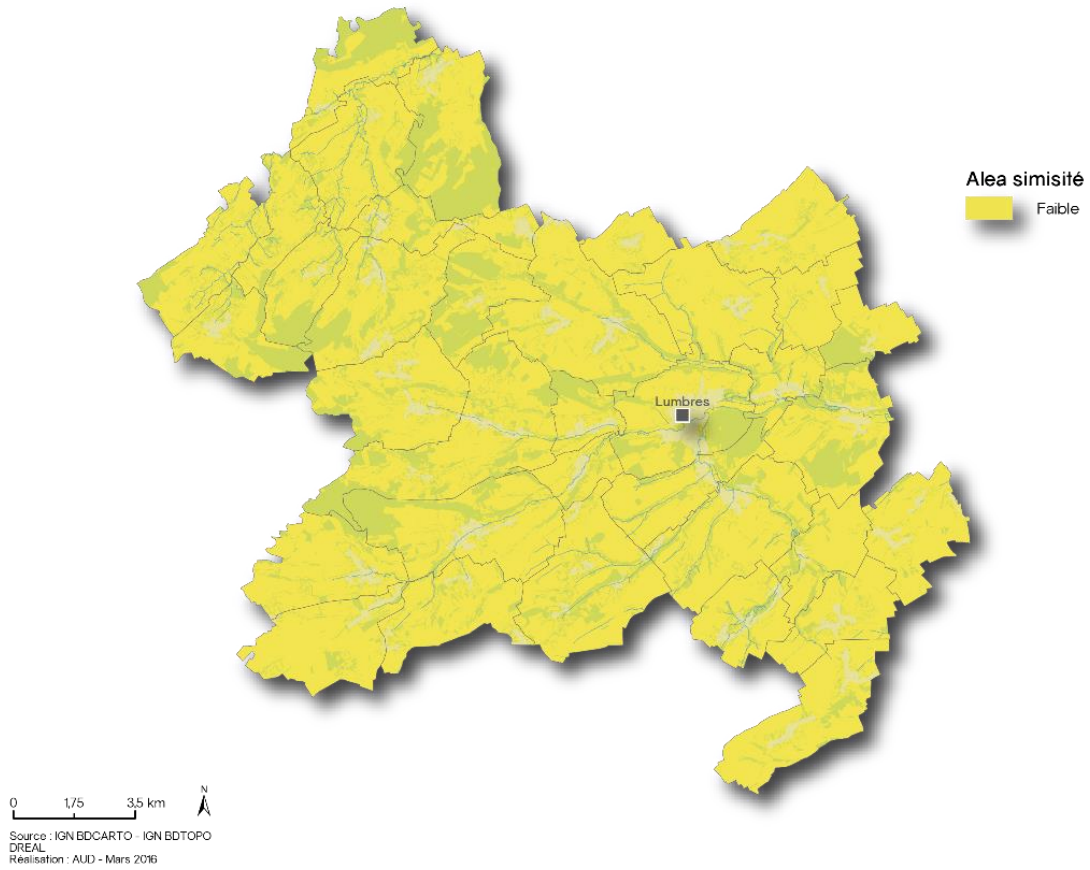 Alea simisité
Faible
Lumbres
N
0 1,75 3,5 km
Source : IGN BDCARTO - IGN BDTOPO
DREAL
Réalisation : AUD - Mars 2016